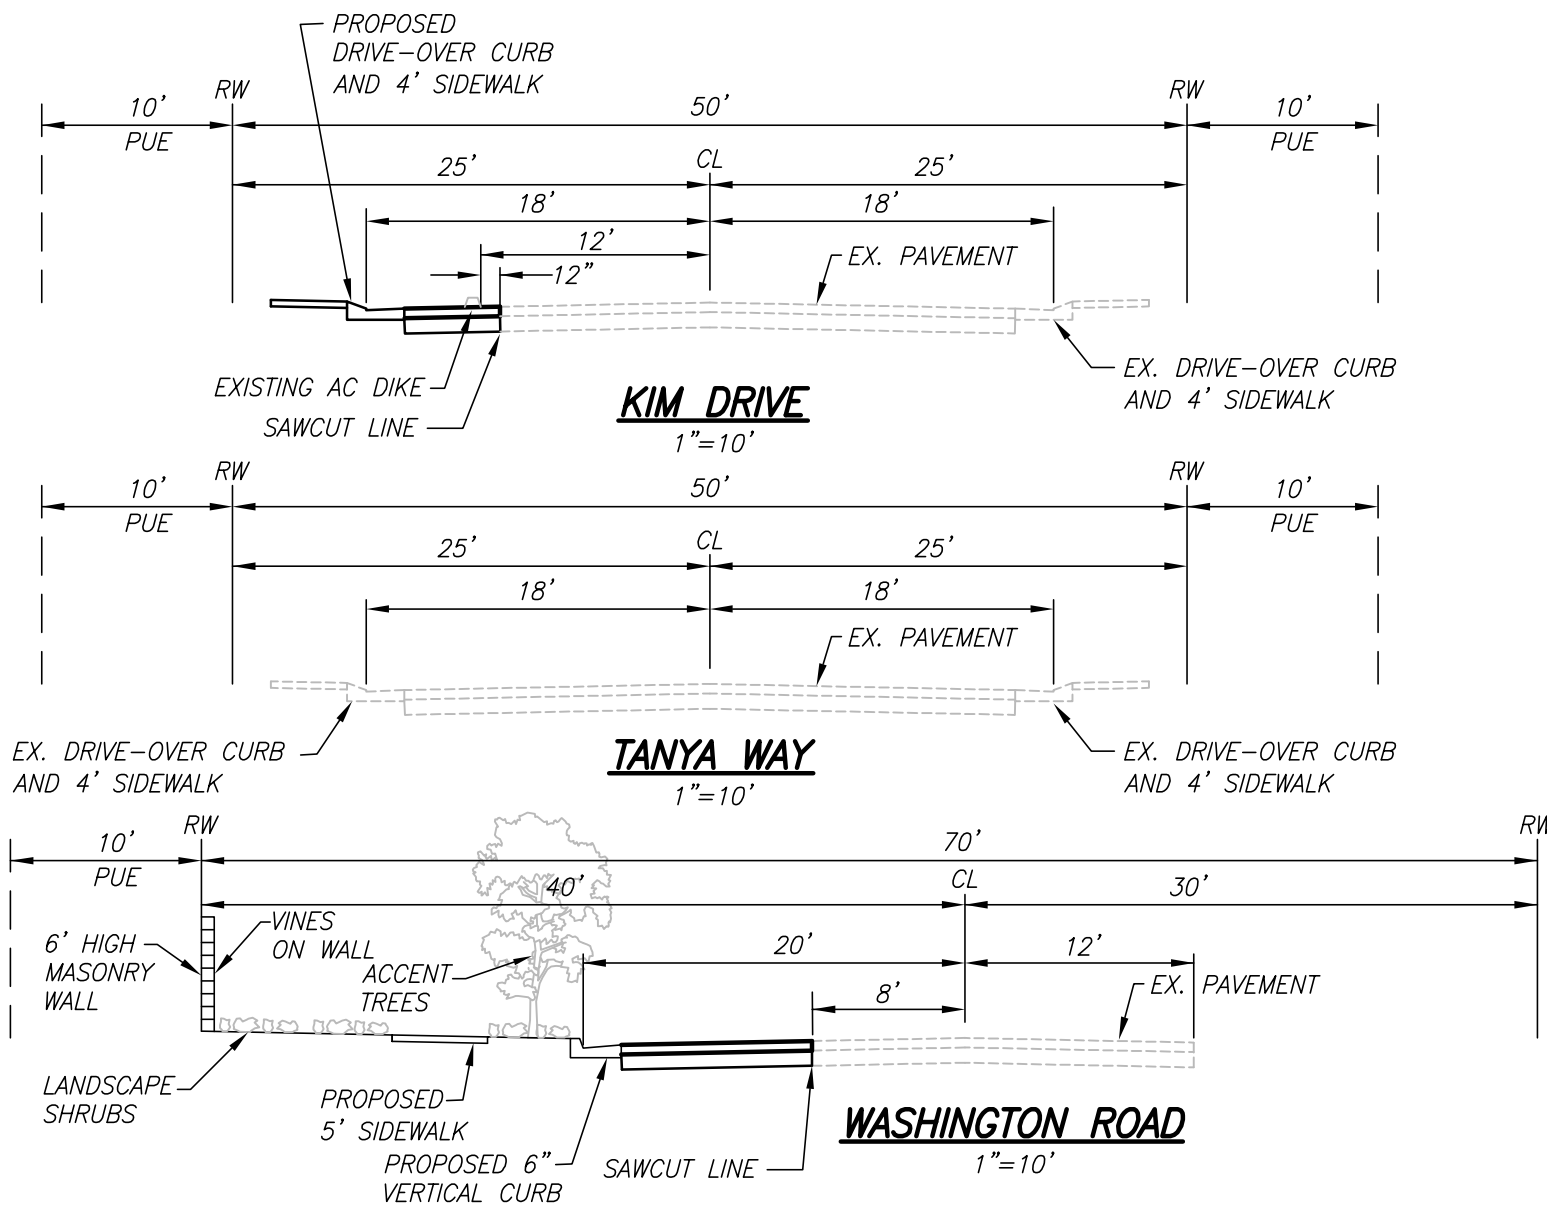 PROPOSED
DRIVE-OVER CURB
AND 4' SIDEWALK
RW
RW
10'
50'
10'
PUE
PUE
25'
CL
25'
18'
18'
12'
12"
EX. PAVEMENT
EXISTING AC DIKE
SAWCUT LINE
EX. DRIVE-OVER CURB
AND 4' SIDEWALK
KIM DRIVE
1"=10'
RW
RW
10'
50'
10'
PUE
PUE
25'
CL
25'
18'
18'
EX. PAVEMENT
EX. DRIVE-OVER CURB
AND 4' SIDEWALK
EX. DRIVE-OVER CURB
AND 4' SIDEWALK
TANYA WAY
1"=10'
RW
RW
10'
70'
PUE
40'
CL
30'
VINES
ON WALL
6' HIGH
MASONRY
WALL
ACCENT
TREES
20'
12'
8'
EX. PAVEMENT
LANDSCAPE
SHRUBS
PROPOSED
5' SIDEWALK
PROPOSED 6"
VERTICAL CURB
SAWCUT LINE
WASHINGTON ROAD
1"=10'